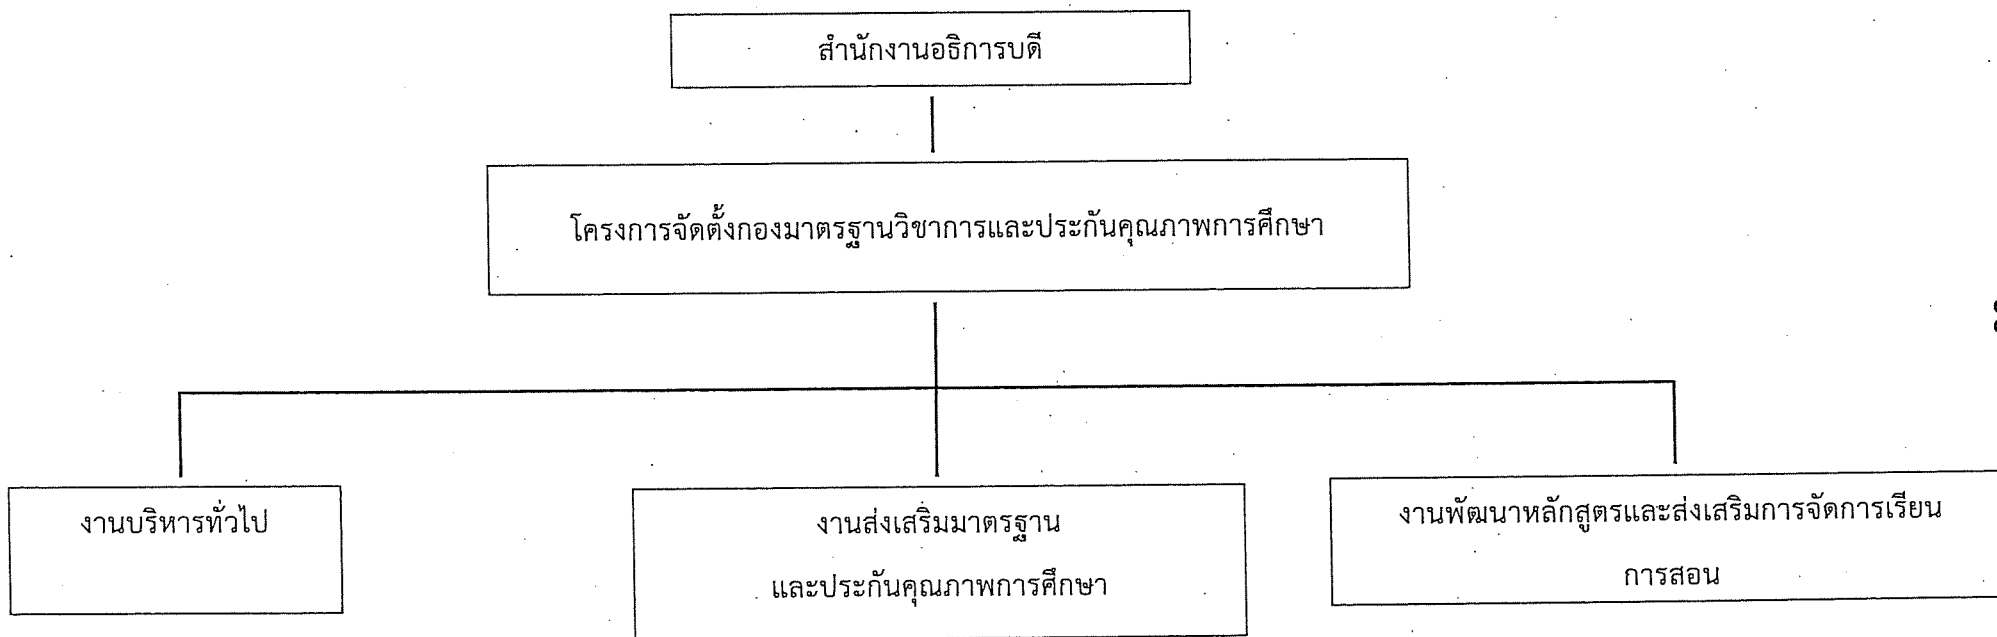 สำนักงานอธิการบดี
โครงการจัดตั้งกองมาตรฐานวิชาการและประกันคุณภาพการศึกษา
งานบริหารทั่วไป
งานส่งเสริมมาตรฐาน
และประกันคุณภาพการศึกษา
งานพัฒนาหลักสูตรและส่งเสริมการจัดการเรียน
การสอน